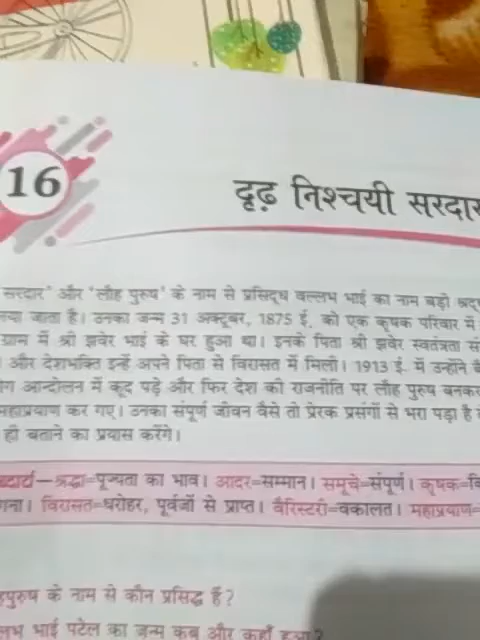 16
दृढ़ निश्चयी सरदार
सरदार' और 'लौह पुरुष' के नाम से प्रसिद्ध वल्लभ भाई का नाम बड़ी
जाता है। उनका जन्म 31 अक्टूबर, 1875 ई. को एक कृषक परिवार में
ग्राम में श्री झवेर भाई के घर हुआ था। इनके पिता श्री झवेर स्वतंत्रता
और देशभक्ति इन्हें अपने पिता से विरासत में मिली। 1913 ई. में उन्होंने
आन्दोलन में कूद पड़े और फिर देश की राजनीति पर लौह पुरुष बनकर
महाप्रयाण कर गए। उनका संपूर्ण जीवन वैसे तो प्रेरक प्रसंगों से भरा पड़ा है
ही बताने का प्रयास करेंगे।
—श्रद्धा=पूज्यता का भाव। आदर=सम्मान। समूचे=संपूर्ण। कृषक=
विरासत=धरोहर, पूर्वजों से प्राप्त। बैरिस्टरी=वकालत। महाप्रयाण=
पुरुष के नाम से कौन प्रसिद्ध हैं?
भाई पटेल का जन्म कब और कहाँ हुआ?